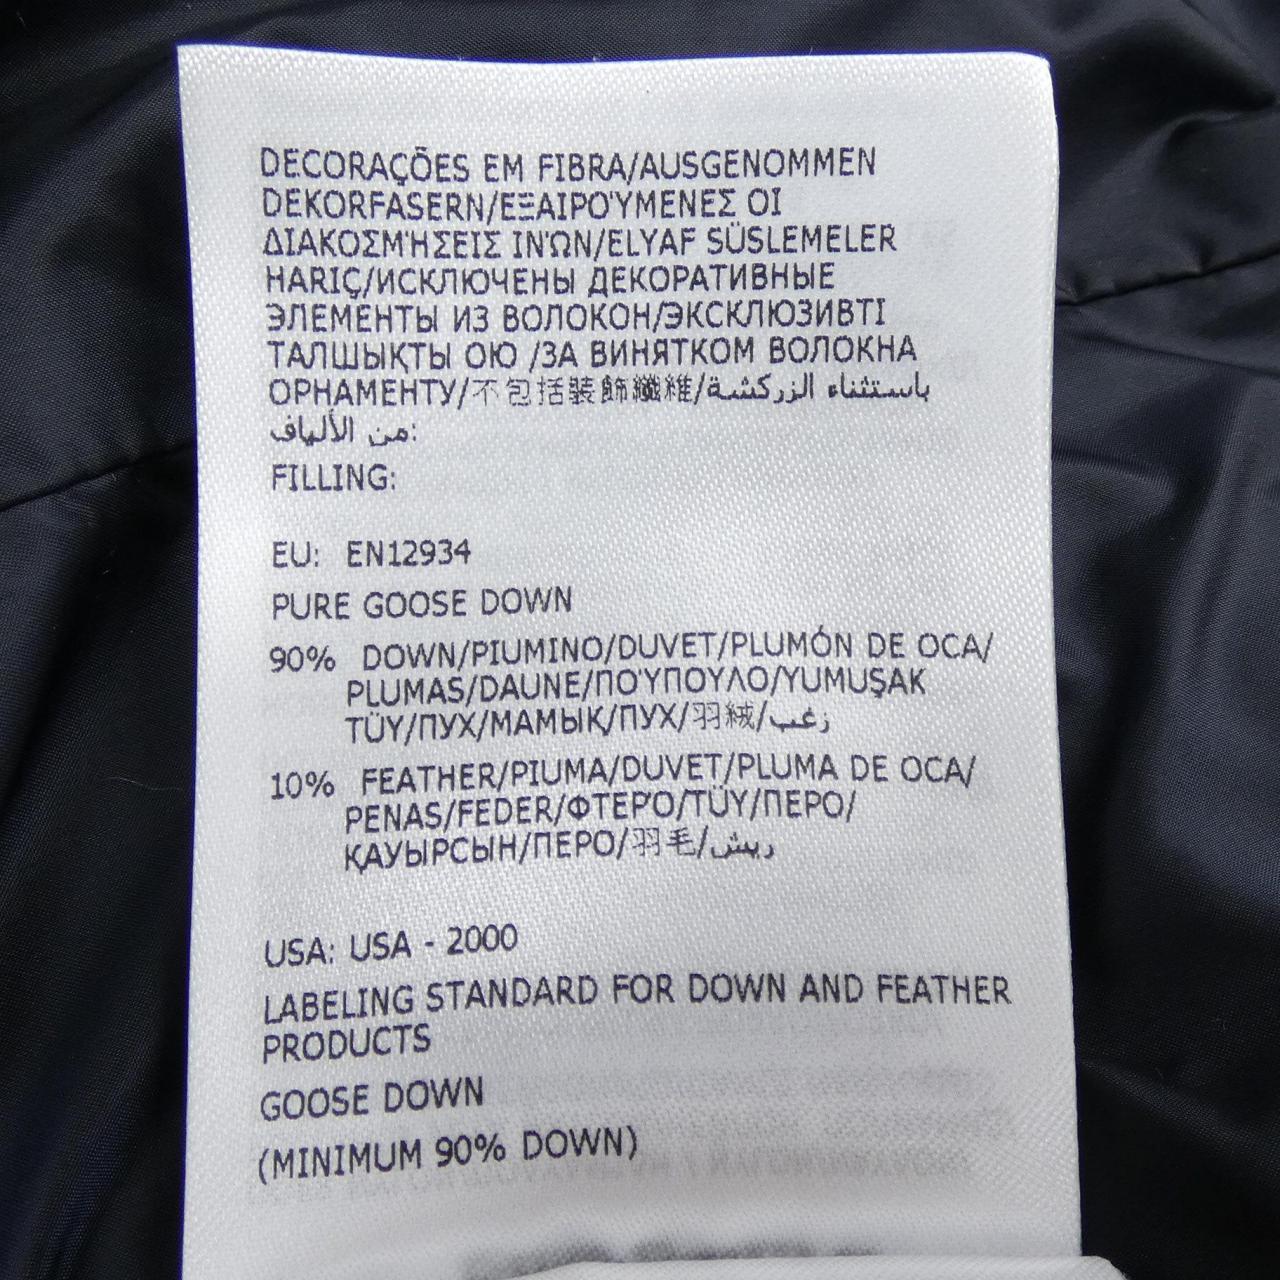 DECORAÇÕES EM FIBRA/AUSGENOMMEN
DEKORFASERN/ΕΞΑΙΡΟΎΜΕΝΕΣ ΟΙ
ΔΙΑΚΟΣΜΉΣΕΙΣ ΙΝΏΝ/ELYAF SÜSLEMELER
HARIÇ/ИСКЛЮЧЕНЫ ДЕКОРАТИВНЫЕ
ЭЛЕМЕНТЫ ИЗ ВОЛОКОН/ЭКСКЛЮЗИВТІ
ТАЛШЫҚТЫ ОЮ /ЗА ВИНЯТКОМ ВОЛОКНА
ОРНАМЕНТУ/不包括裝飾纖維/باستثناء الزركشة
من الألياف:
FILLING:
EU: EN12934
PURE GOOSE DOWN
90% DOWN/PIUMINO/DUVET/PLUMÓN DE OCA/
PLUMAS/DAUNE/ΠΟΎΠΟΥΛΟ/YUMUŞAK
TÜY/ПУХ/МАМЫҚ/ПУХ/羽絨/زغب
10% FEATHER/PIUMA/DUVET/PLUMA DE OCA/
PENAS/FEDER/ΦΤΕΡΌ/TÜY/ПЕРО/
ҚАУЫРСЫН/ПЕРО/羽毛/ريش
USA: USA - 2000
LABELING STANDARD FOR DOWN AND FEATHER
PRODUCTS
GOOSE DOWN
(MINIMUM 90% DOWN)